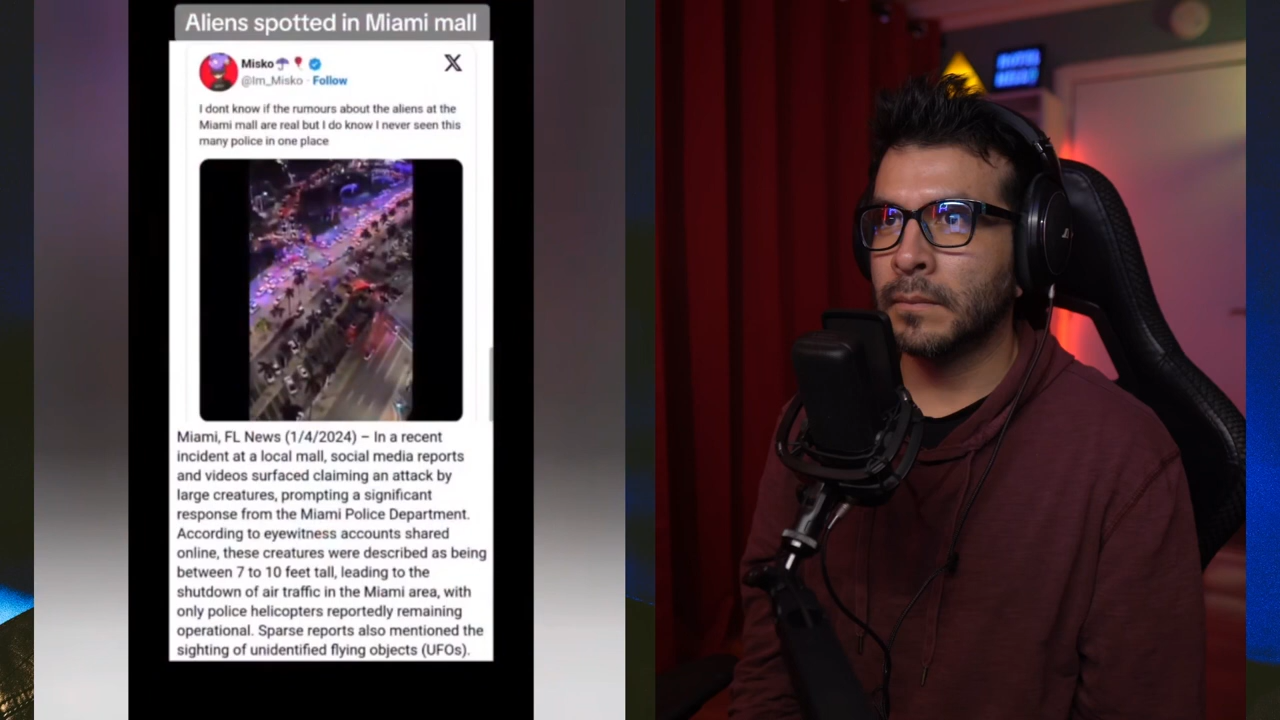 Aliens spotted in Miami mall
Misko☂🎈
@Im_Misko · Follow
I dont know if the rumours about the aliens at the
Miami mall are real but I do know I never seen this
many police in one place
Miami, FL News (1/4/2024) – In a recent
incident at a local mall, social media reports
and videos surfaced claiming an attack by
large creatures, prompting a significant
response from the Miami Police Department.
According to eyewitness accounts shared
online, these creatures were described as being
between 7 to 10 feet tall, leading to the
shutdown of air traffic in the Miami area, with
only police helicopters reportedly remaining
operational. Sparse reports also mentioned the
sighting of unidentified flying objects (UFOs).